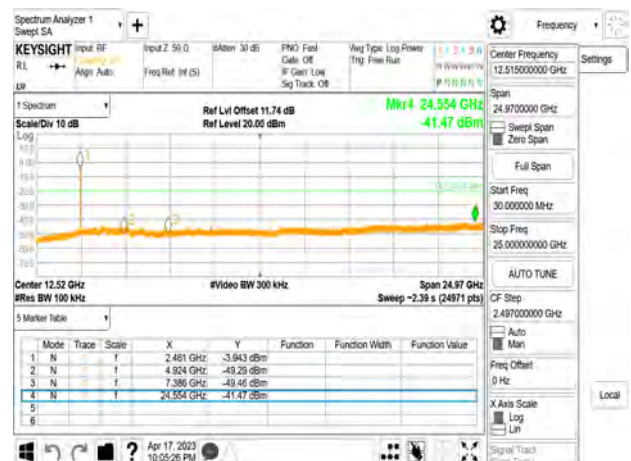 Spectrum Analyzer 1
Swept SA
Frequency
KEYSIGHT
Input: RF
Input Z: 50 Ω
#Atten: 30 dB
PNO: Fast
Avg Type: Log-Power
RL
Align: Auto
Freq Ref: Int (S)
Gate: Off
Trig: Free Run
IF Gain: Low
Sig Track: Off
1 Spectrum
Scale/Div 10 dB
Ref Lvl Offset 11.74 dB
Ref Level 20.00 dBm
Mkr4 24.554 GHz
-41.47 dBm
Log
Center 12.52 GHz
#Video BW 300 kHz
Span 24.97 GHz
#Res BW 100 kHz
Sweep ~2.39 s (24971 pts)
5 Marker Table
Mode Trace Scale X Y Function Function Width Function Value
1 N f 2.461 GHz -3.943 dBm
2 N f 4.924 GHz -49.29 dBm
3 N f 7.386 GHz -49.46 dBm
4 N f 24.554 GHz -41.47 dBm
5
6
Apr 17, 2023
10:05:26 PM
Center Frequency
12.515000000 GHz
Settings
Span
24.9700000 GHz
Swept Span
Zero Span
Full Span
Start Freq
30.000000 MHz
Stop Freq
25.000000000 GHz
AUTO TUNE
CF Step
2.497000000 GHz
Auto
Man
Freq Offset
0 Hz
X Axis Scale
Log
Lin
Local
Signal Track